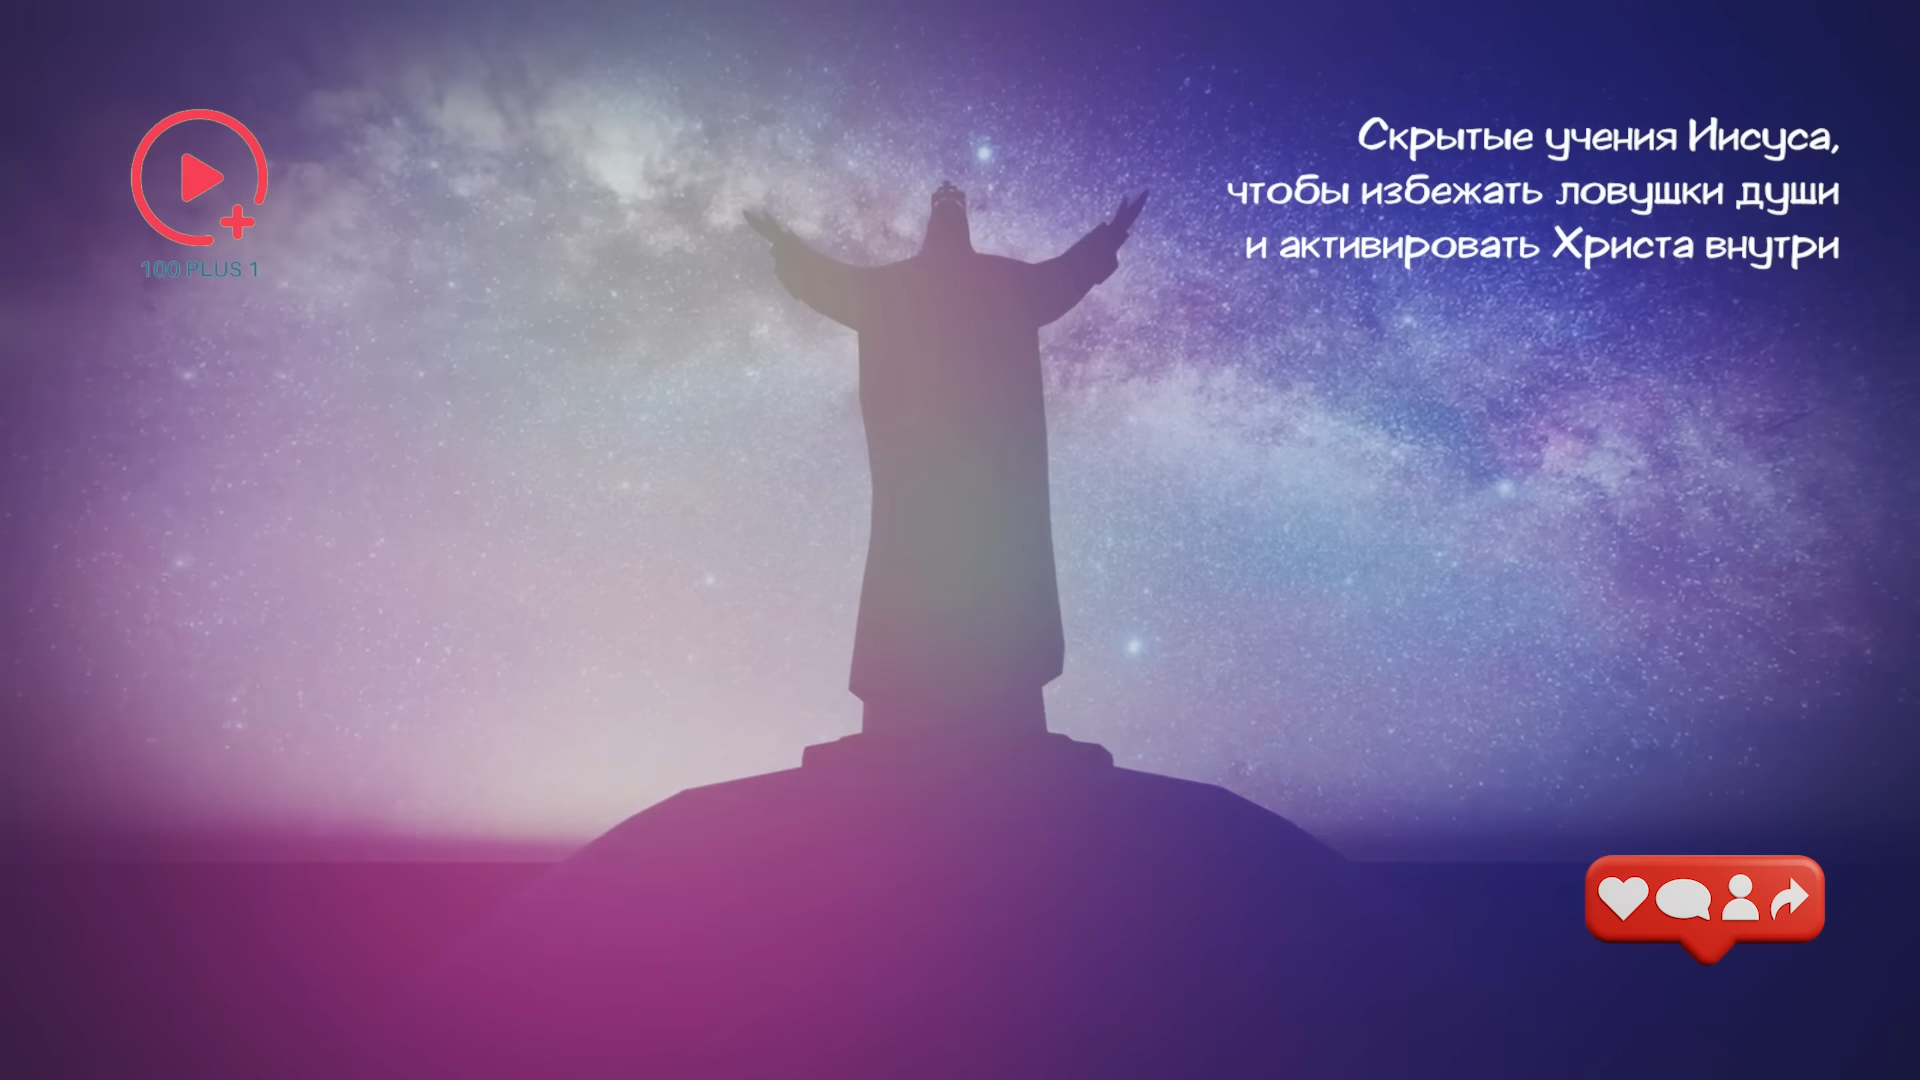 Скрытые учения Иисуса,
чтобы избежать ловушки души
и активировать Христа внутри
100 PLUS 1